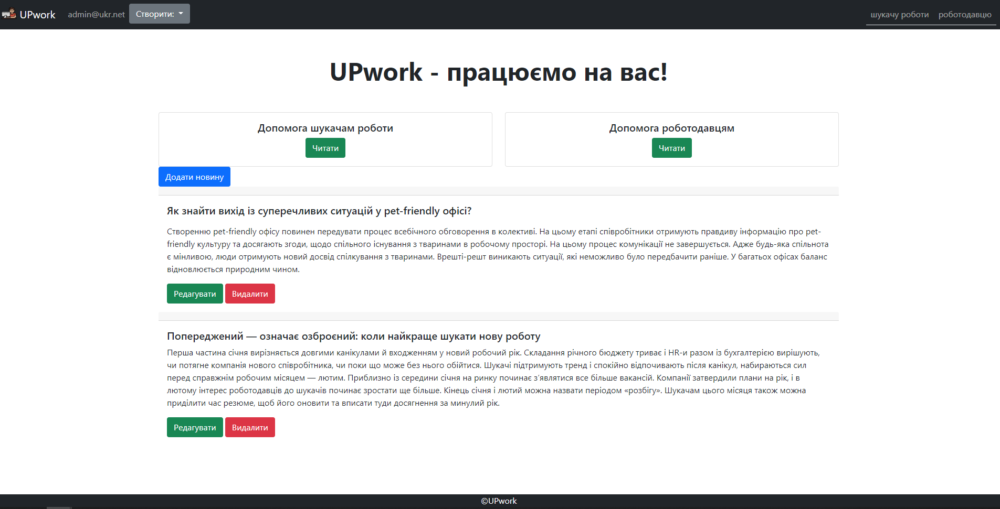 UPwork admin@ukr.net Створити: шукачу роботи роботодавцю
UPwork - працюємо на вас!
Допомога шукачам роботи
Читати
Допомога роботодавцям
Читати
Додати новину
Як знайти вихід із суперечливих ситуацій у pet-friendly офісі?
Створенню pet-friendly офісу повинен передувати процес всебічного обговорення в колективі. На цьому етапі співробітники отримують правдиву інформацію про pet-
friendly культуру та досягають згоди, щодо спільного існування з тваринами в робочому просторі. На цьому процес комунікації не завершується. Адже будь-яка спільнота
є мінливою, люди отримують новий досвід спілкування з тваринами. Врешті-решт виникають ситуації, які неможливо було передбачити раніше. У багатьох офісах баланс
відновлюється природним чином.
Редагувати Видалити
Попереджений — означає озброєний: коли найкраще шукати нову роботу
Перша частина січня вирізняється довгими канікулами й входженням у новий робочий рік. Складання річного бюджету триває і HR-и разом із бухгалтерією вирішують,
чи потягне компанія нового співробітника, чи поки що може без нього обійтися. Шукачі підтримують тренд і спокійно відпочивають після канікул, набираються сил
перед справжнім робочим місяцем — лютим. Приблизно із середини січня на ринку починає з’являтися все більше вакансій. Компанії затвердили плани на рік, і в
лютому інтерес роботодавців до шукачів починає зростати ще більше. Кінець січня і лютий можна назвати періодом «розбігу». Шукачам цього місяця також можна
приділити час резюме, щоб його оновити та вписати туди досягнення за минулий рік.
Редагувати Видалити
©UPwork